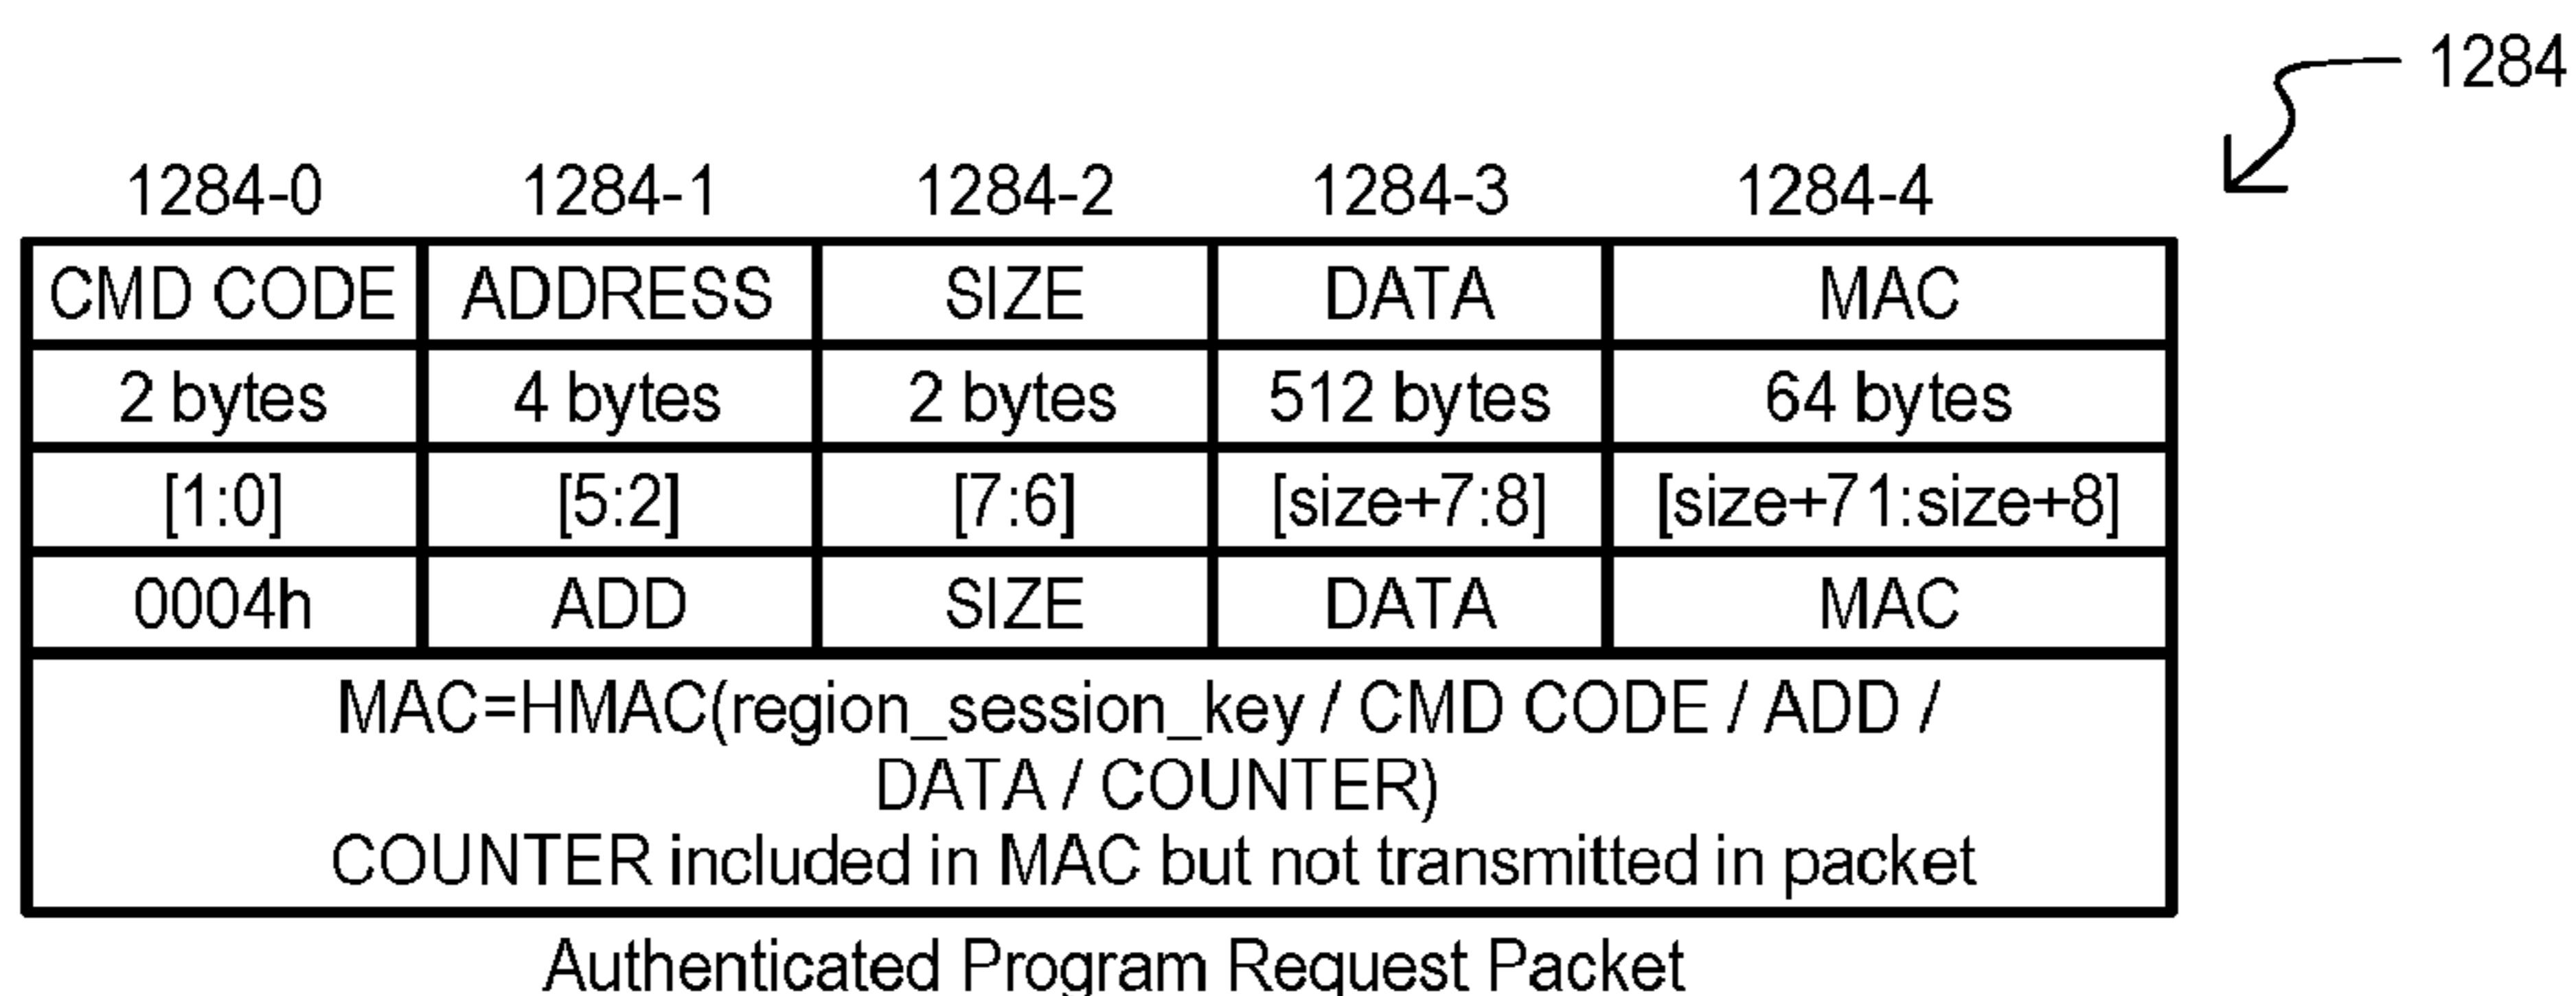 1284
1284-0 1284-1 1284-2 1284-3 1284-4
CMD CODE ADDRESS SIZE DATA MAC
2 bytes 4 bytes 2 bytes 512 bytes 64 bytes
[1:0] [5:2] [7:6] [size+7:8] [size+71:size+8]
0004h ADD SIZE DATA MAC
MAC=HMAC(region_session_key / CMD CODE / ADD /
DATA / COUNTER)
COUNTER included in MAC but not transmitted in packet
Authenticated Program Request Packet